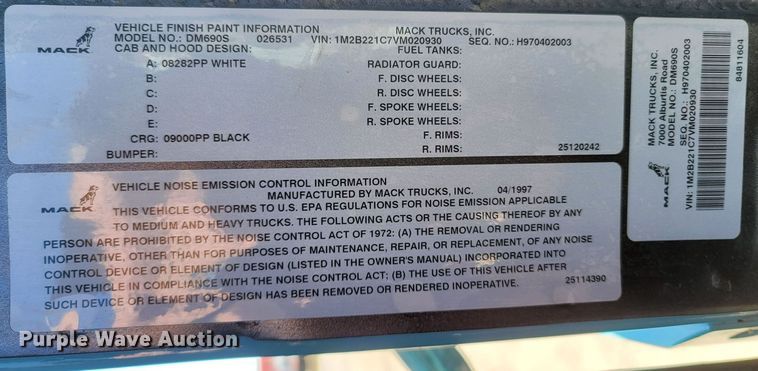 VEHICLE FINISH PAINT INFORMATION MACK TRUCKS, INC.
MODEL NO.: DM690S 026531 VIN: 1M2B221C7VM020930 SEQ. NO.: H970402003
MACK
CAB AND HOOD DESIGN: FUEL TANKS:
A: 08282PP WHITE RADIATOR GUARD:
B: F. DISC WHEELS:
C: R. DISC WHEELS:
D: F. SPOKE WHEELS:
E: R. SPOKE WHEELS:
CRG: 09000PP BLACK F. RIMS:
BUMPER: R. RIMS: 25120242
VEHICLE NOISE EMISSION CONTROL INFORMATION
MANUFACTURED BY MACK TRUCKS, INC. 04/1997
MACK
THIS VEHICLE CONFORMS TO U.S. EPA REGULATIONS FOR NOISE EMISSION APPLICABLE
TO MEDIUM AND HEAVY TRUCKS. THE FOLLOWING ACTS OR THE CAUSING THEREOF BY ANY
PERSON ARE PROHIBITED BY THE NOISE CONTROL ACT OF 1972: (A) THE REMOVAL OR RENDERING
INOPERATIVE, OTHER THAN FOR PURPOSES OF MAINTENANCE, REPAIR, OR REPLACEMENT, OF ANY NOISE
CONTROL DEVICE OR ELEMENT OF DESIGN (LISTED IN THE OWNER'S MANUAL) INCORPORATED INTO
THIS VEHICLE IN COMPLIANCE WITH THE NOISE CONTROL ACT; (B) THE USE OF THIS VEHICLE AFTER
SUCH DEVICE OR ELEMENT OF DESIGN HAS BEEN REMOVED OR RENDERED INOPERATIVE. 25114390
MACK
MACK TRUCKS, INC.
7000 Alburtis Road
MODEL NO.: DM690S
SEQ. NO.: H970402003
VIN: 1M2B221C7VM020930
84811604
Purple Wave Auction